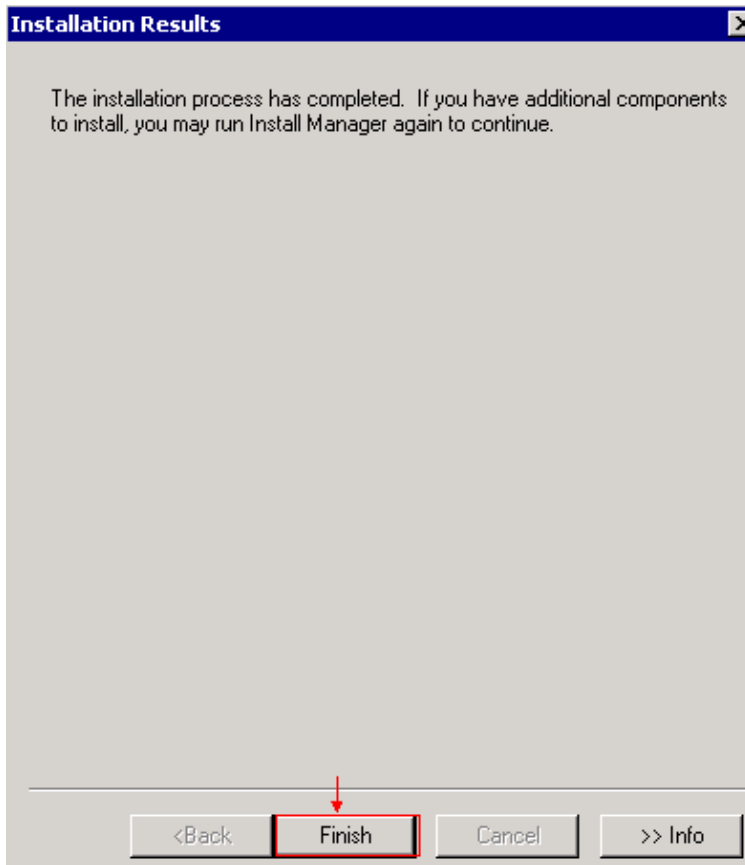 Installation Results
The installation process has completed.  If you have additional components
to install, you may run Install Manager again to continue.
<Back
Finish
Cancel
>> Info